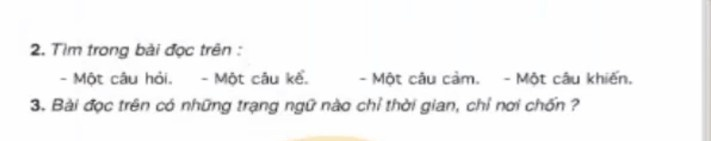 2. Tìm trong bài đọc trên :
- Một câu hỏi. - Một câu kể. - Một câu cảm. - Một câu khiến.
3. Bài đọc trên có những trạng ngữ nào chỉ thời gian, chỉ nơi chốn ?